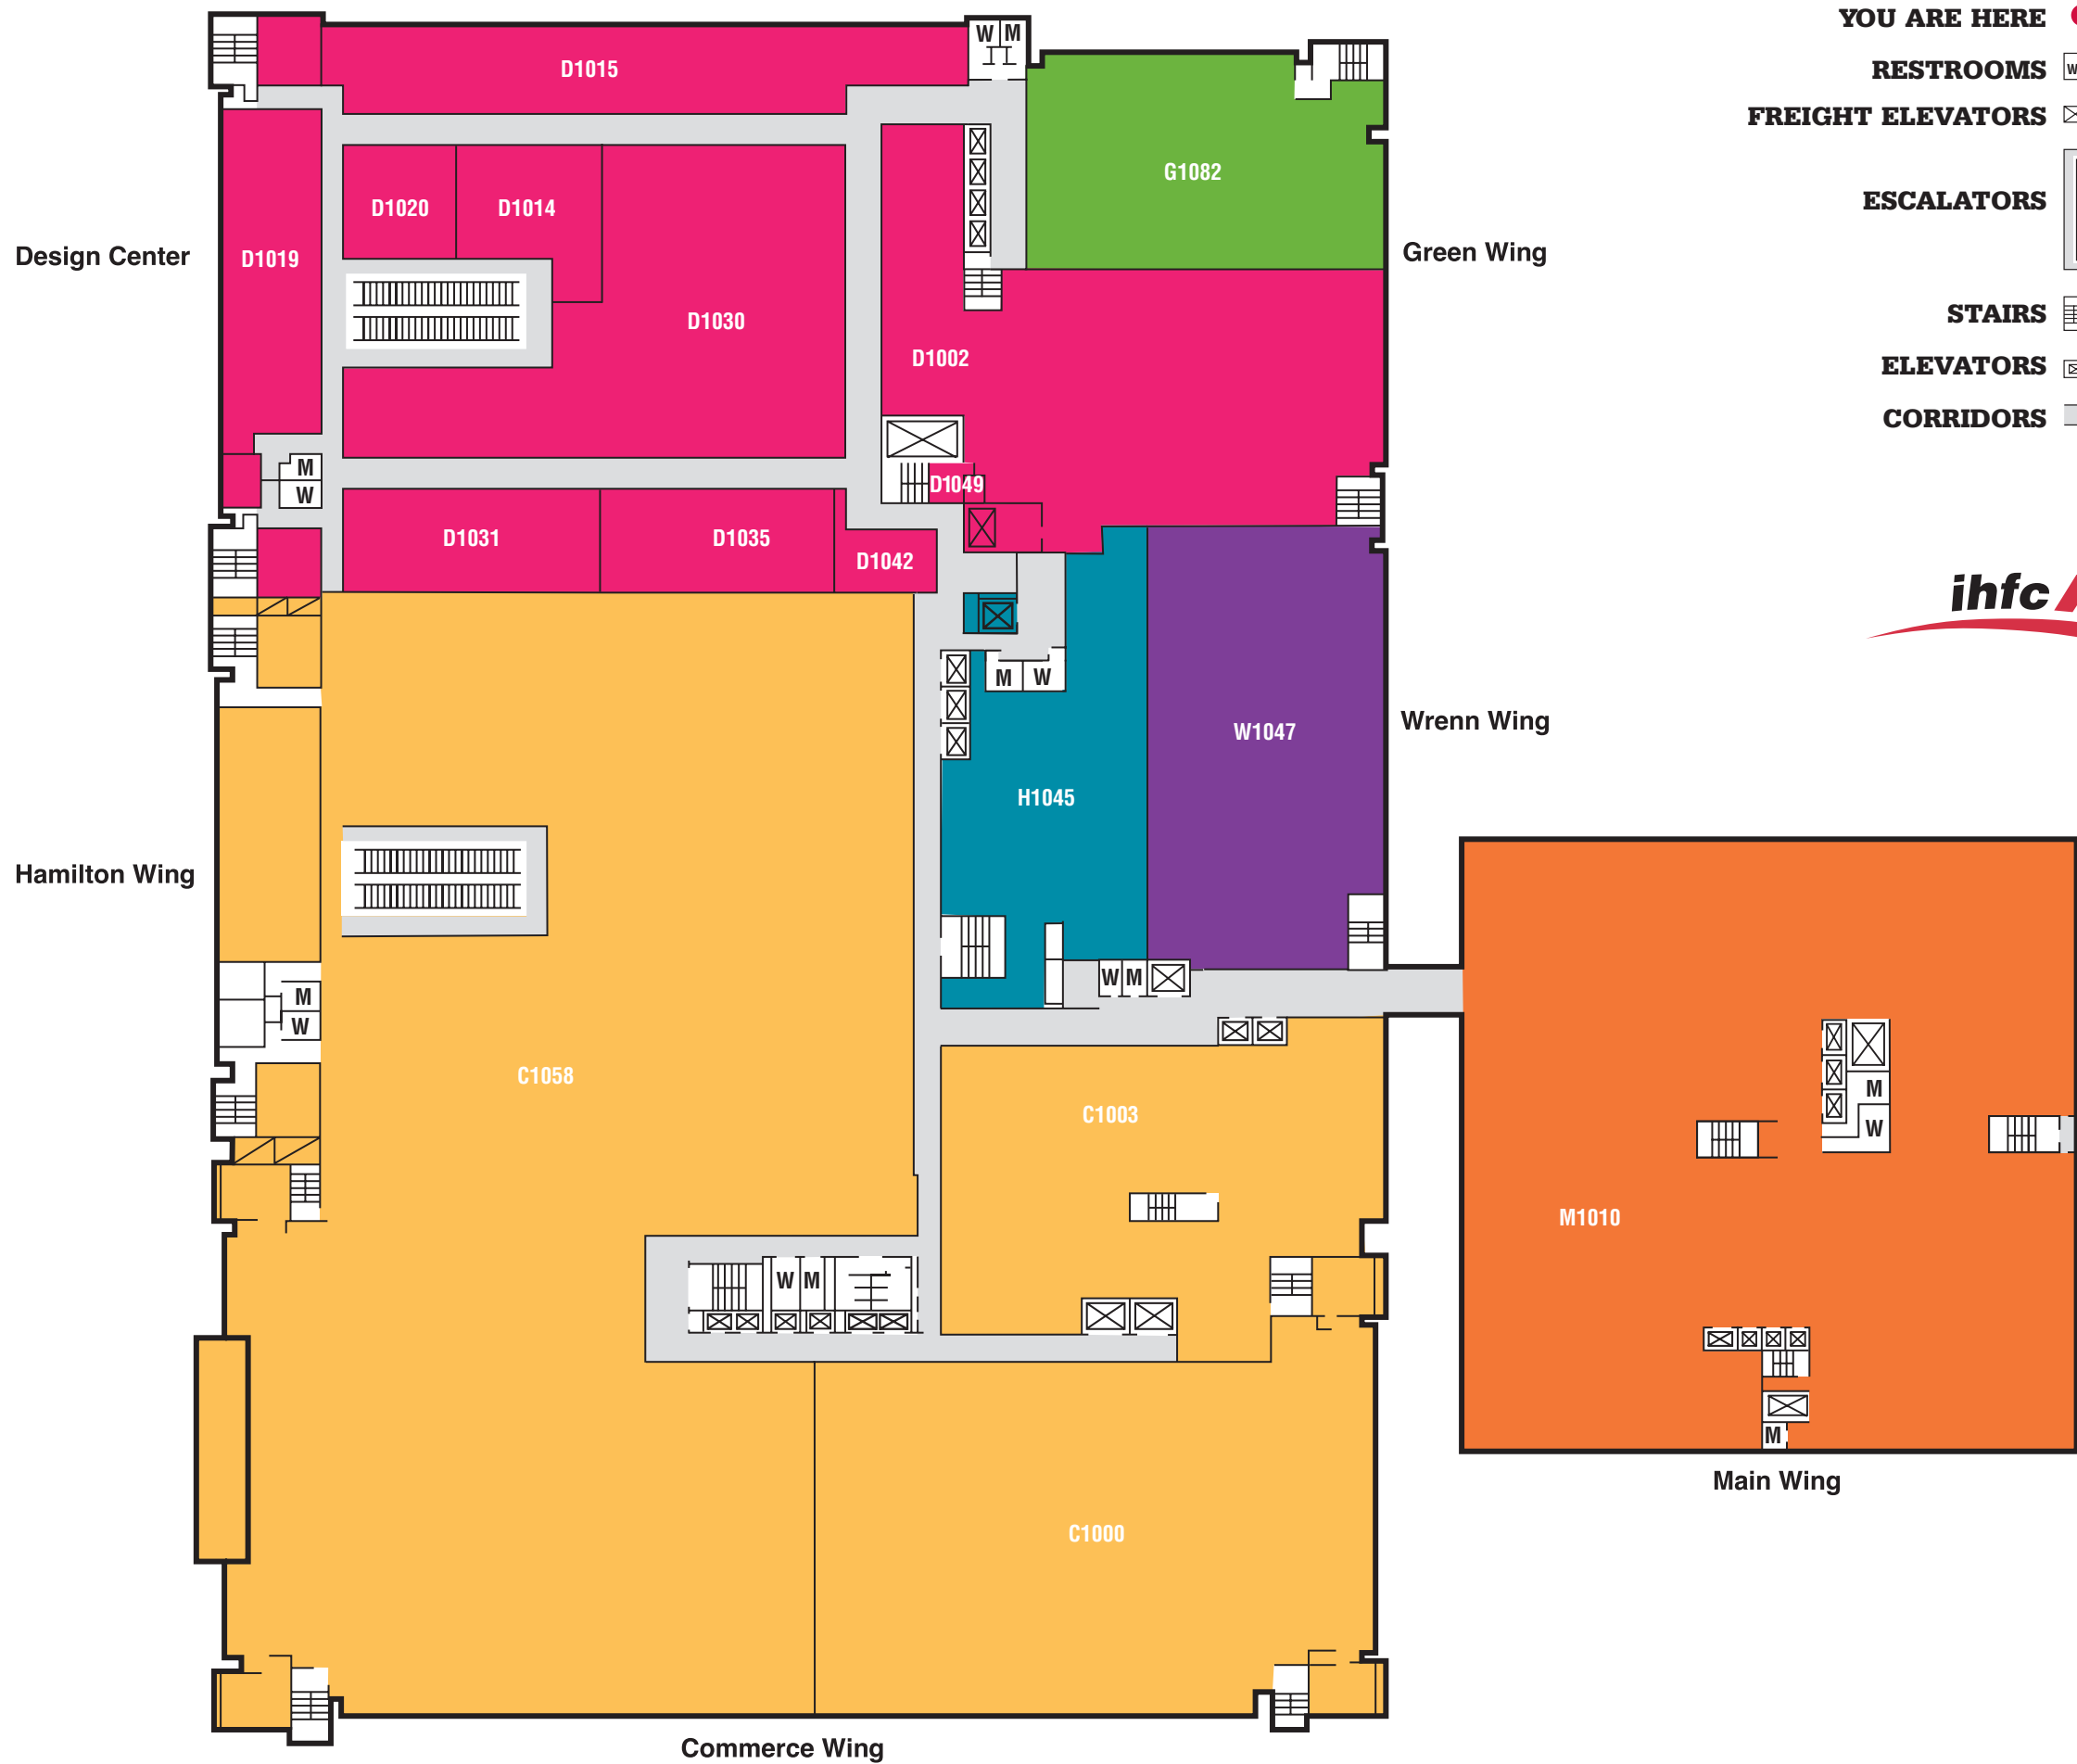 YOU ARE HERE
RESTROOMS
W
FREIGHT ELEVATORS
ESCALATORS
STAIRS
ELEVATORS
CORRIDORS
ihfc
W M
D1015
G1082
D1020
D1014
D1019
Design Center
Green Wing
D1030
D1002
M
W
D1049
D1031
D1035
D1042
M W
Wrenn Wing
W1047
H1045
Hamilton Wing
M
W
W M
C1058
C1003
M
W
M1010
W M
M
Main Wing
C1000
Commerce Wing